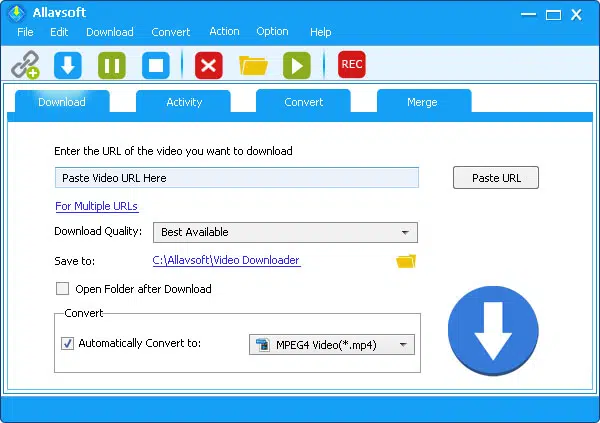 Allavsoft
File Edit Download Convert Action Option Help
REC
Download Activity Convert Merge
Enter the URL of the video you want to download
Paste Video URL Here Paste URL
For Multiple URLs
Download Quality: Best Available
Save to: C:\Allavsoft\Video Downloader
Open Folder after Download
Convert
Automatically Convert to: MPEG4 Video(*.mp4)